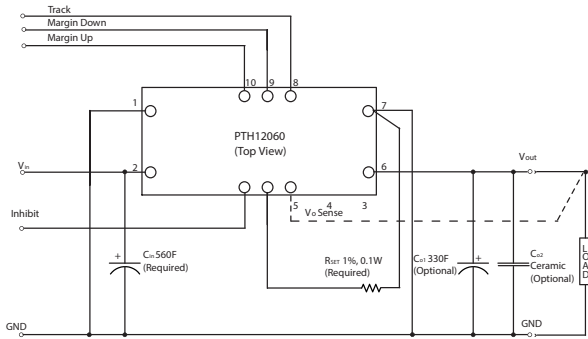 Track
Margin Down
Margin Up
10 9 8
1
7
PTH12060
(Top View)
Vin
2
6
Vout
5 4 3
Vo Sense
Inhibit
+
Cin 560F
(Required)
RSET 1%, 0.1W
(Required)
Co1 330F
(Optional)
+
Co2
Ceramic
(Optional)
LOAD
GND
GND